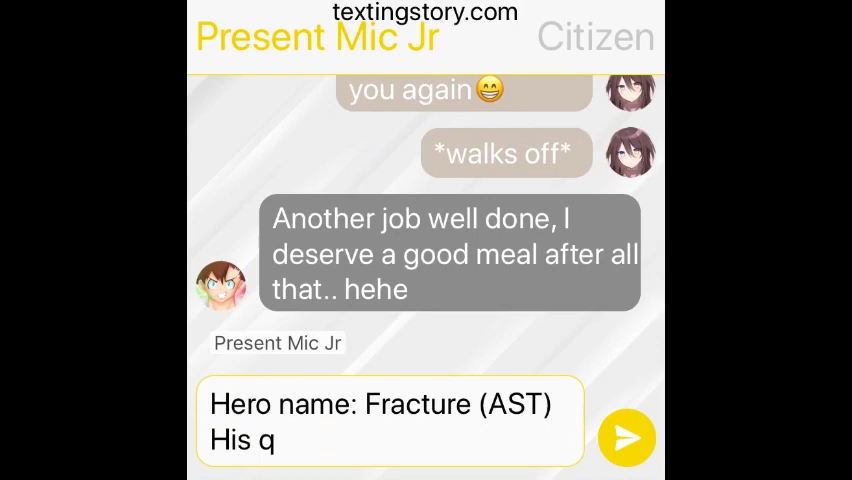 textingstory.com
Present Mic Jr
Citizen
you again😁
*walks off*
Another job well done, I
deserve a good meal after all
that.. hehe
Present Mic Jr
Hero name: Fracture (AST)
His q